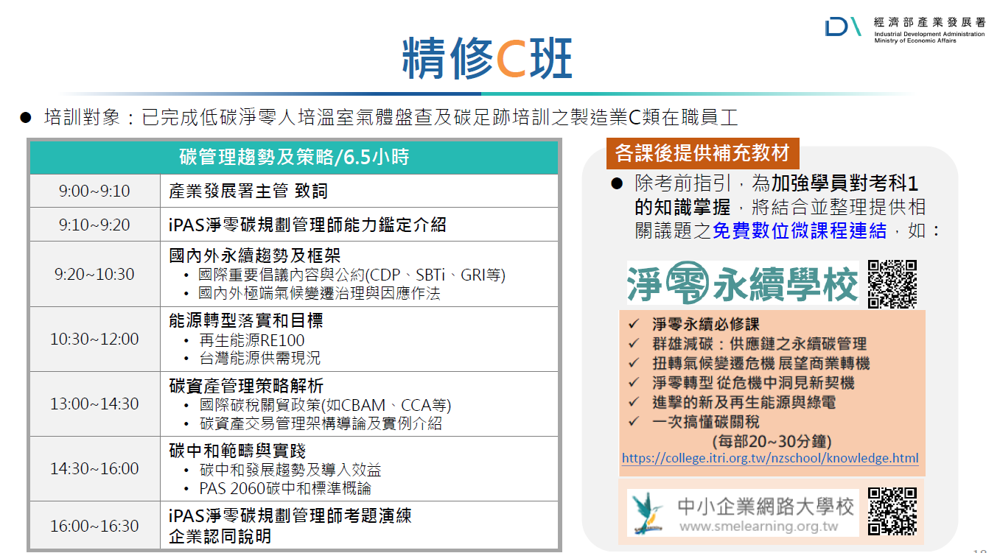 經濟部產業發展署
Industrial Development Administration
Ministry of Economic Affairs
精修C班
● 培訓對象：已完成低碳淨零人培溫室氣體盤查及碳足跡培訓之製造業C類在職員工
碳管理趨勢及策略/6.5小時
9:00~9:10 產業發展署主管 致詞
9:10~9:20 iPAS淨零碳規劃管理師能力鑑定介紹
9:20~10:30 國內外永續趨勢及框架
• 國際重要倡議內容與公約(CDP、SBTi、GRI等)
• 國內外極端氣候變遷治理與因應作法
10:30~12:00 能源轉型落實和目標
• 再生能源RE100
• 台灣能源供需現況
13:00~14:30 碳資產管理策略解析
• 國際碳稅關貿政策(如CBAM、CCA等)
• 碳資產交易管理架構導論及實例介紹
14:30~16:00 碳中和範疇與實踐
• 碳中和發展趨勢及導入效益
• PAS 2060碳中和標準概論
16:00~16:30 iPAS淨零碳規劃管理師考題演練
企業認同說明
各課後提供補充教材
● 除考前指引，為加強學員對考科1
的知識掌握，將結合並整理提供相
關議題之免費數位微課程連結，如：
淨零永續學校
✓ 淨零永續必修課
✓ 群雄減碳：供應鏈之永續碳管理
✓ 扭轉氣候變遷危機 展望商業轉機
✓ 淨零轉型 從危機中洞見新契機
✓ 進擊的新及再生能源與綠電
✓ 一次搞懂碳關稅
(每部20~30分鐘)
https://college.itri.org.tw/nzschool/knowledge.html
中小企業網路大學校
www.smelearning.org.tw